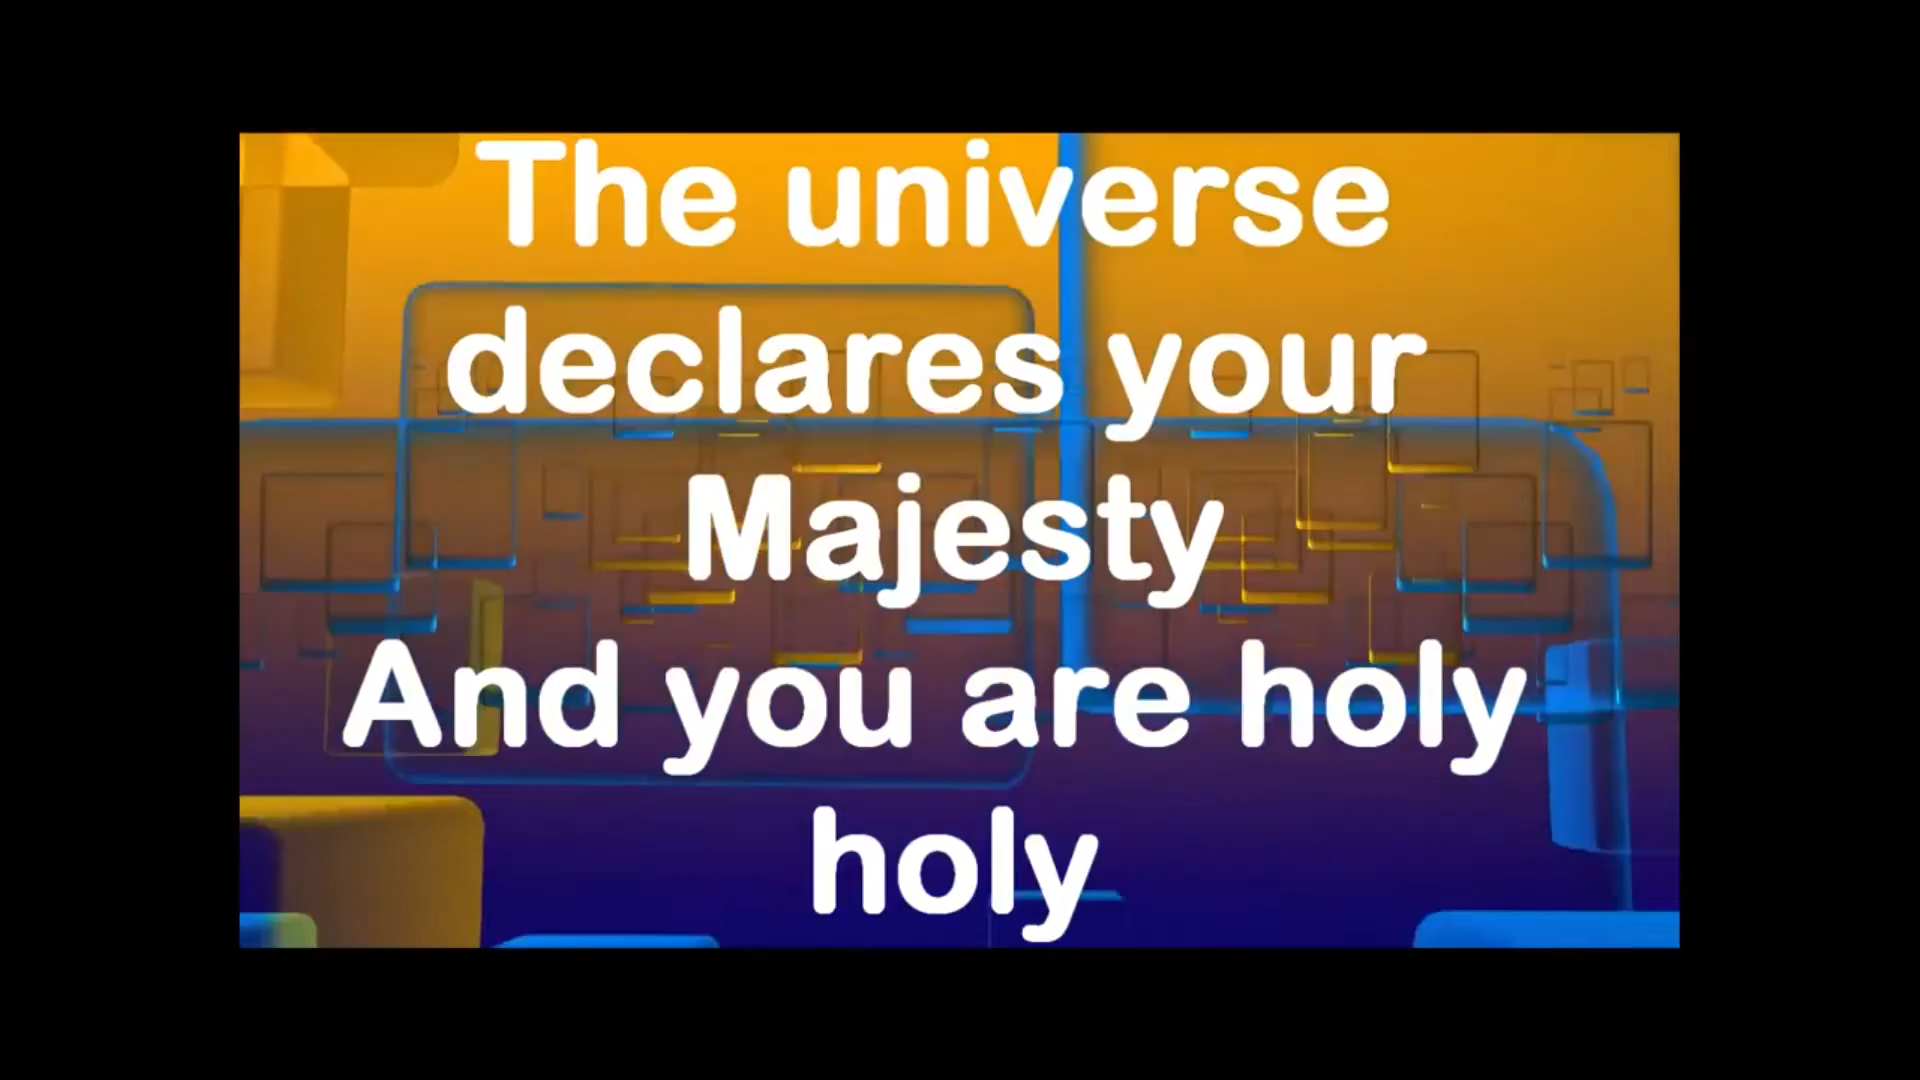 The universe
declares your
Majesty
And you are holy
holy